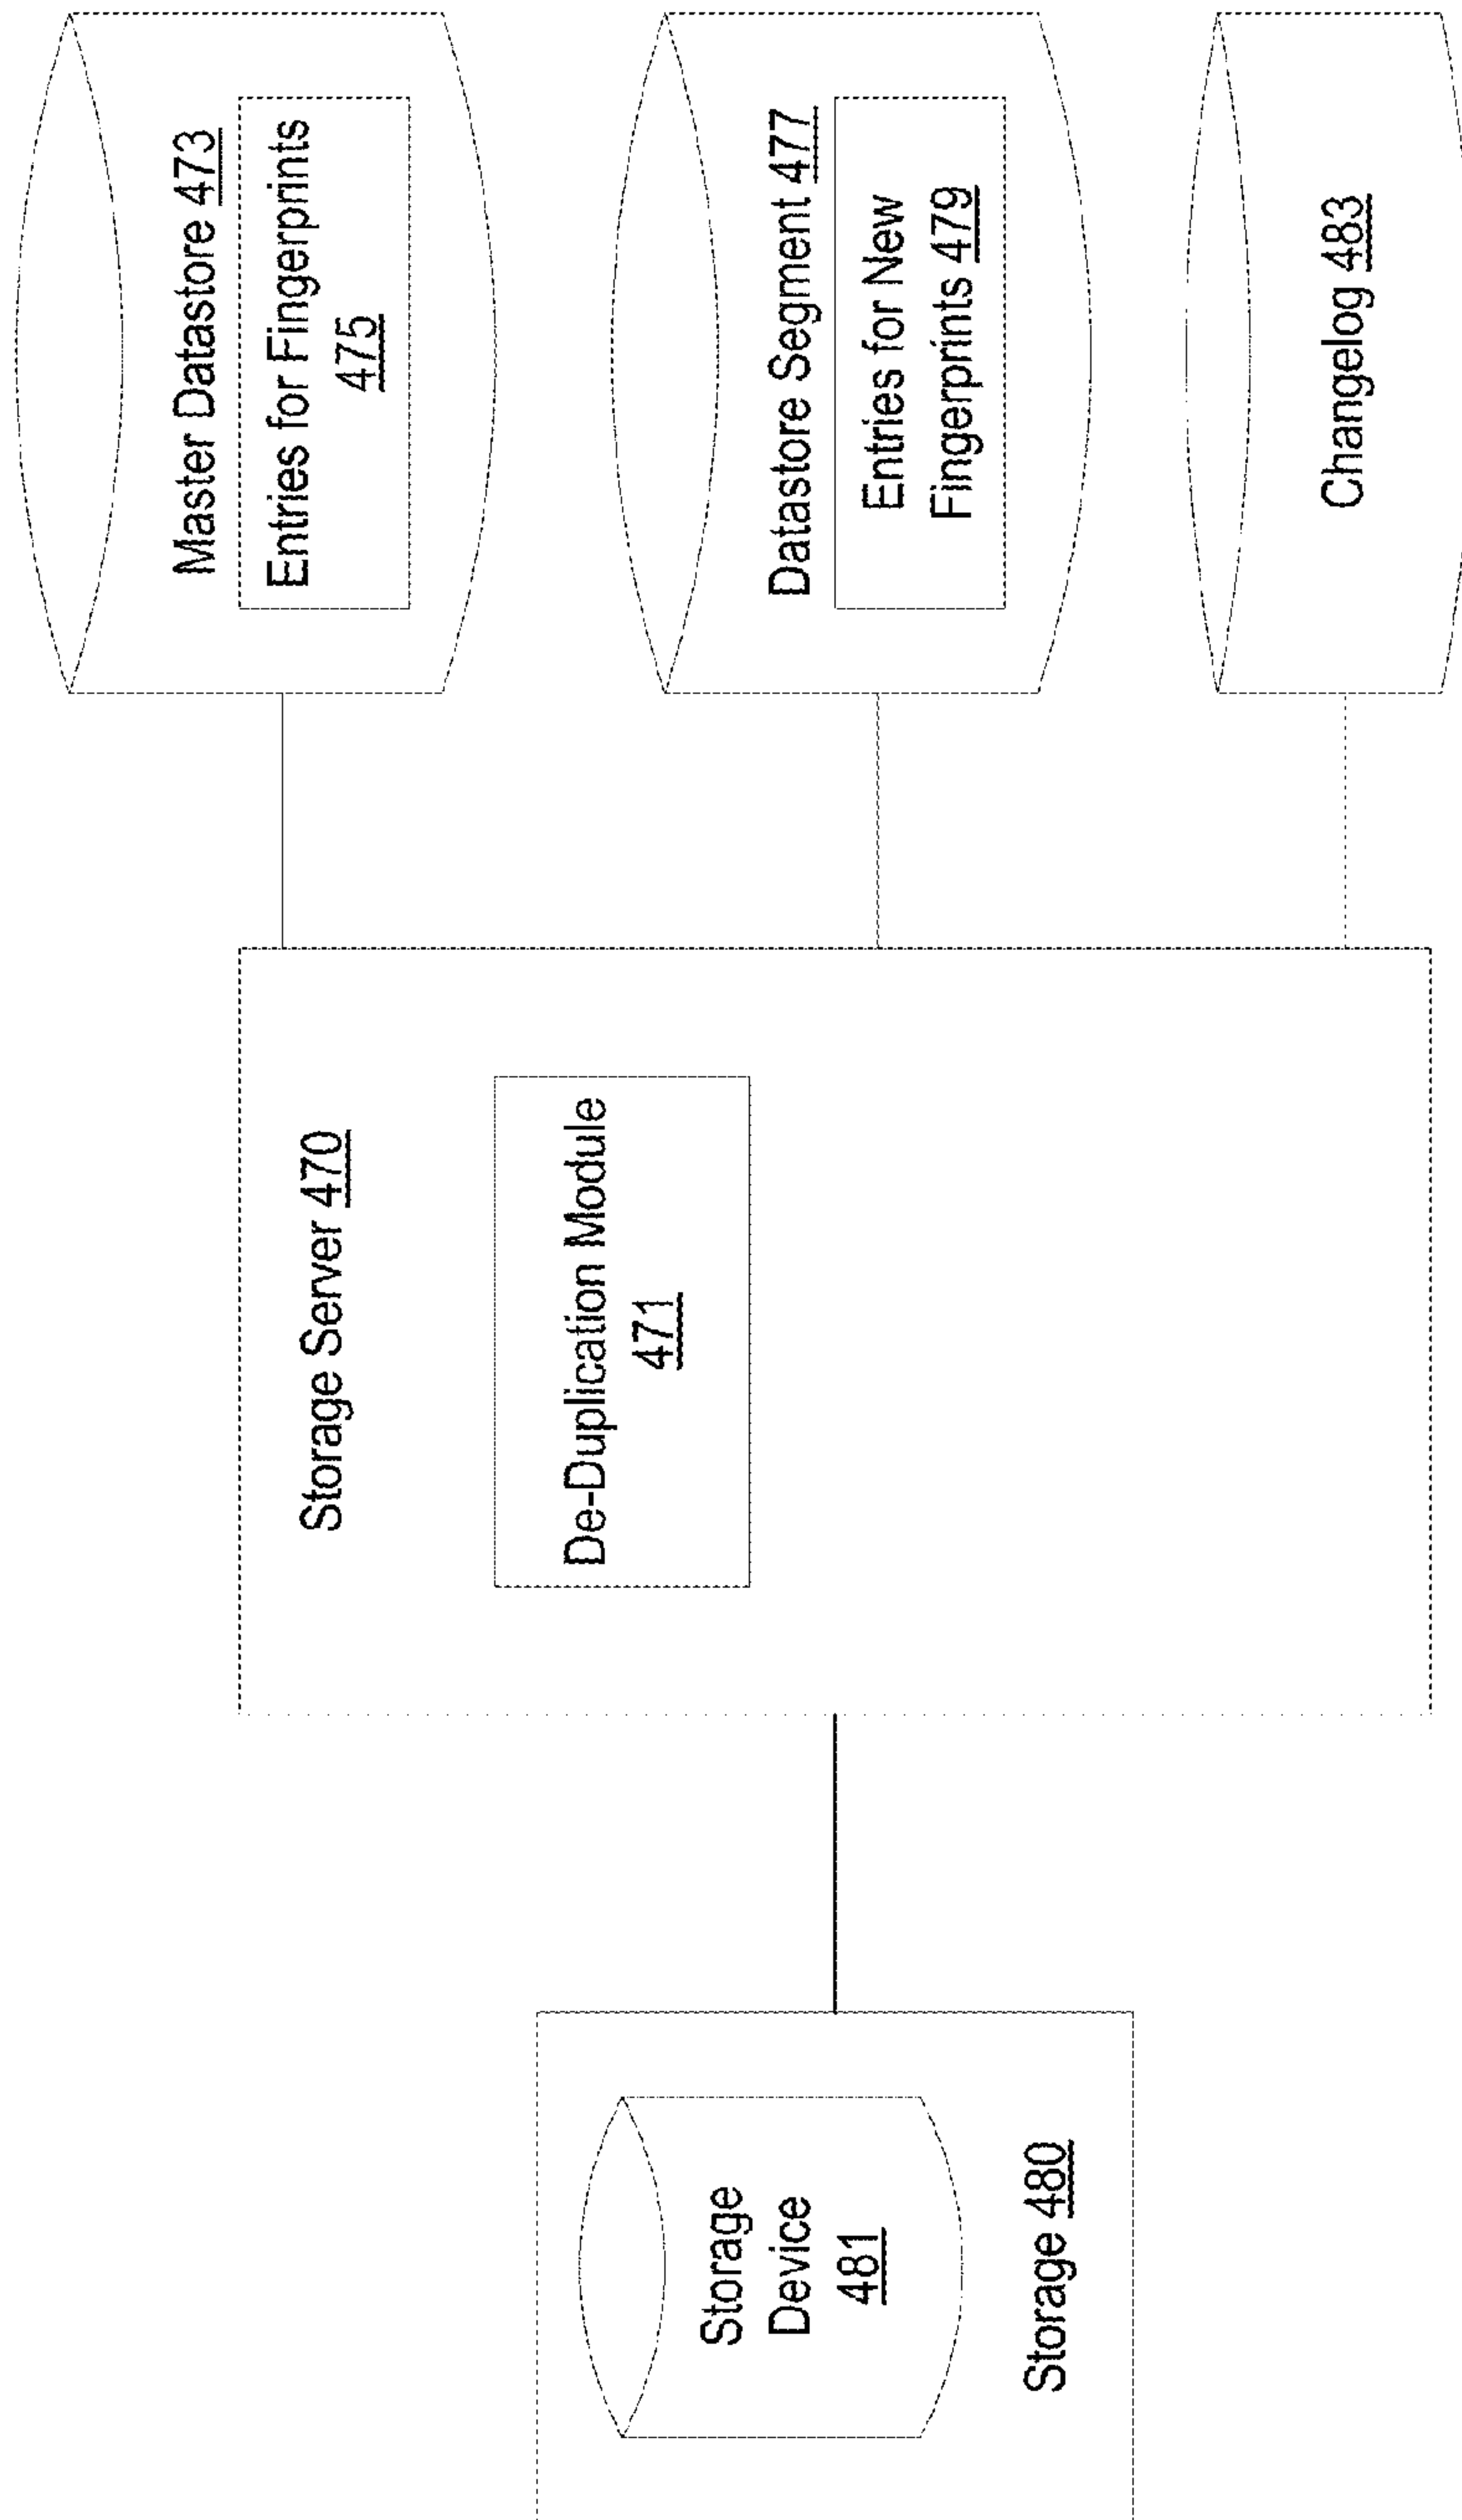 Storage
Device
481
Storage 480
Storage Server 470
De-Duplication Module
471
Master Datastore 473
Entries for Fingerprints
475
Datastore Segment 477
Entries for New
Fingerprints 479
Changelog 483